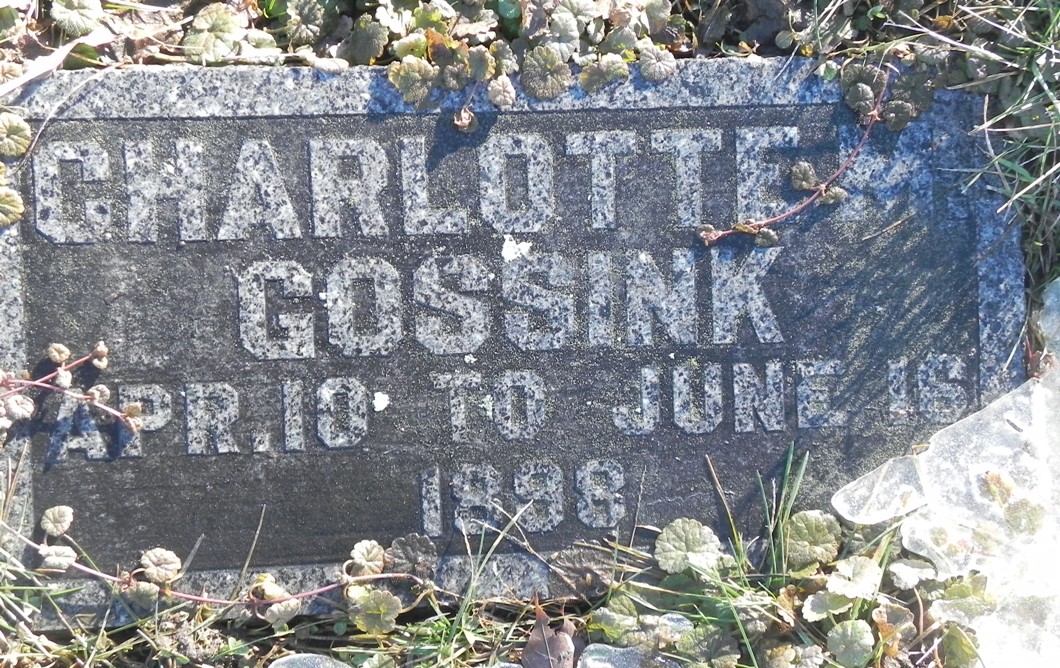 CHARLOTTE M.
GOSSINK
APR. 10 TO JUNE 16
1898